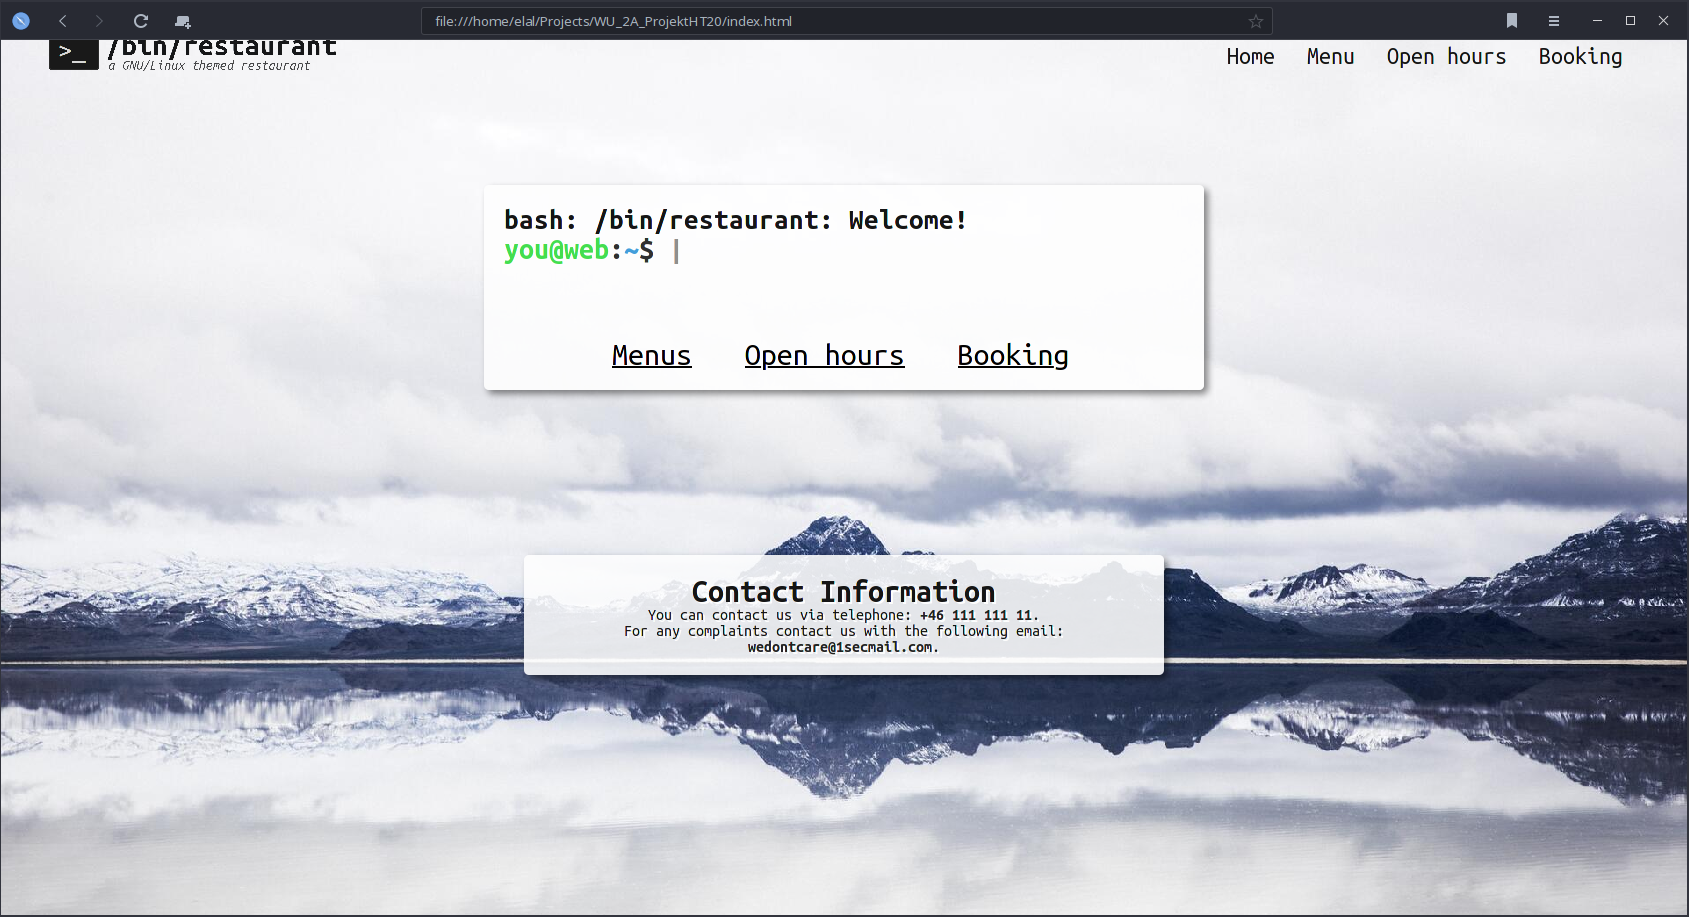 file:///home/elal/Projects/WU_2A_ProjektHT20/index.html
>_ /bin/restaurant
a GNU/Linux themed restaurant
Home Menu Open hours Booking
bash: /bin/restaurant: Welcome!
you@web:~$ |
Menus Open hours Booking
Contact Information
You can contact us via telephone: +46 111 111 11.
For any complaints contact us with the following email:
wedontcare@1secmail.com.